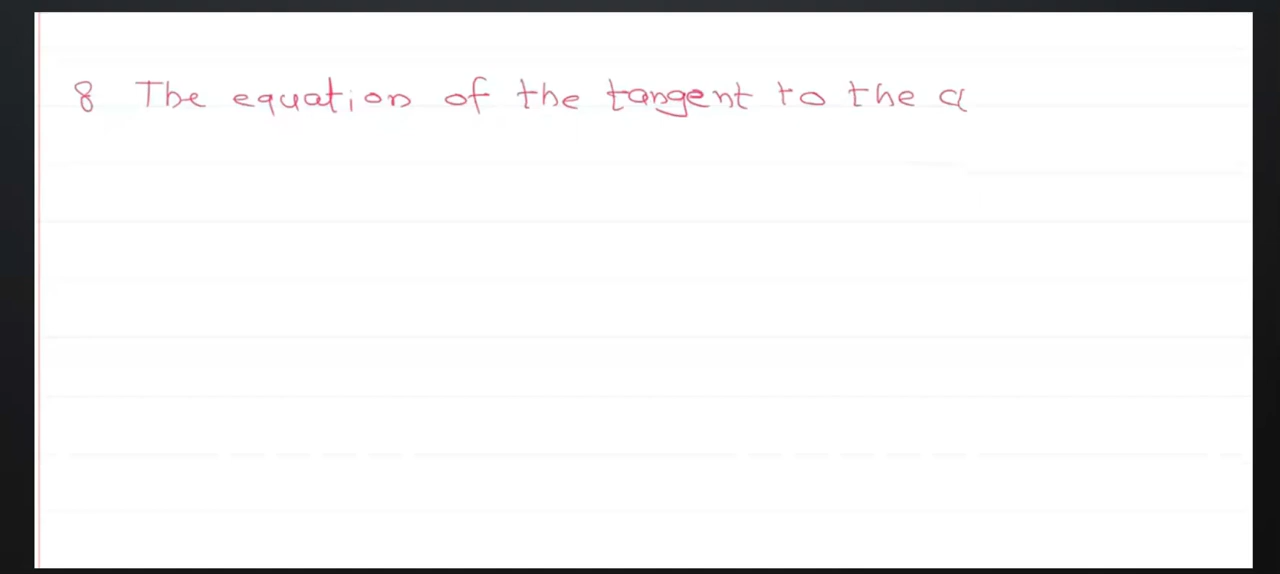 8 The equation of the tangent to the c